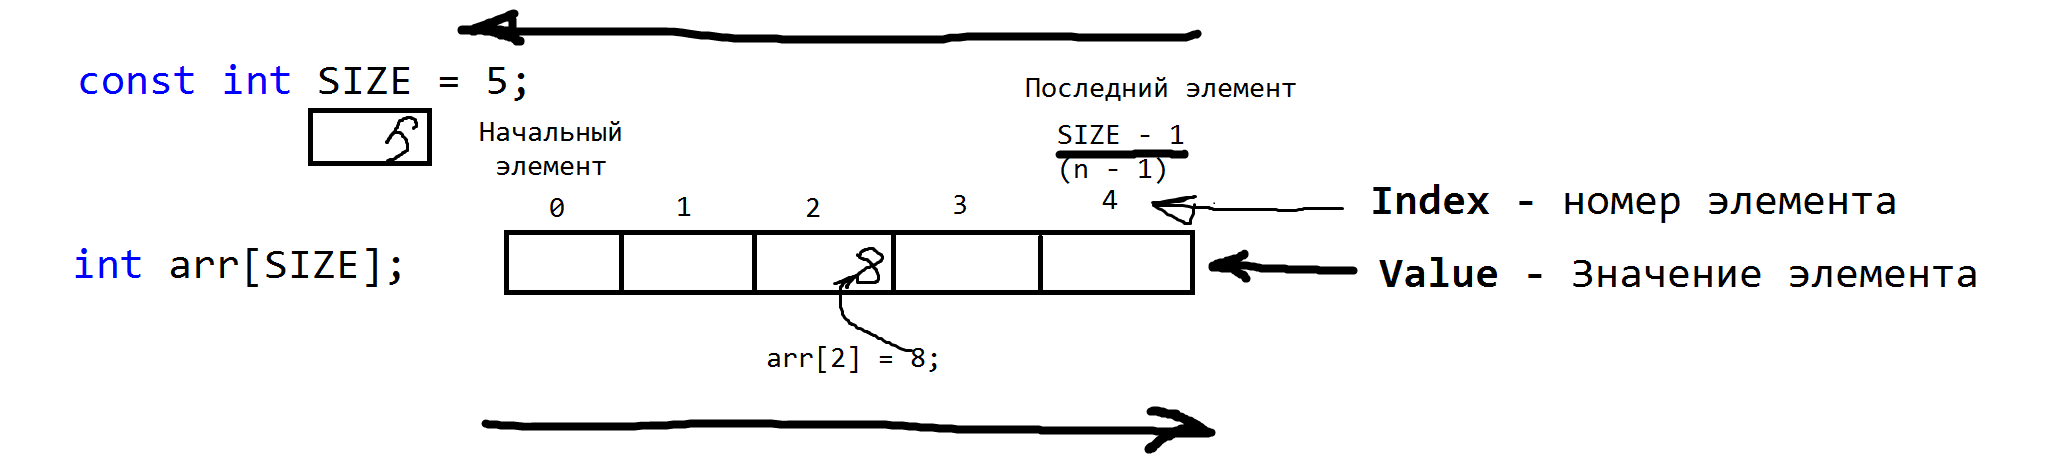 const int SIZE = 5;
5
Начальный
элемент
Последний элемент
SIZE - 1
(n - 1)
0 1 2 3 4
Index - номер элемента
int arr[SIZE];
8
Value - Значение элемента
arr[2] = 8;